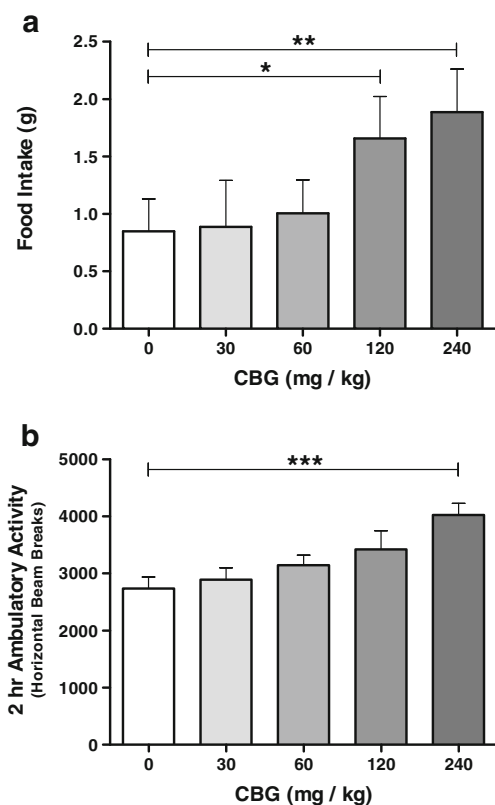 a
**
*
2.5
2.0
1.5
1.0
0.5
0.0
Food Intake (g)
0 30 60 120 240
CBG (mg / kg)
b
***
5000
4000
3000
2000
1000
0
2 hr Ambulatory Activity
(Horizontal Beam Breaks)
0 30 60 120 240
CBG (mg / kg)